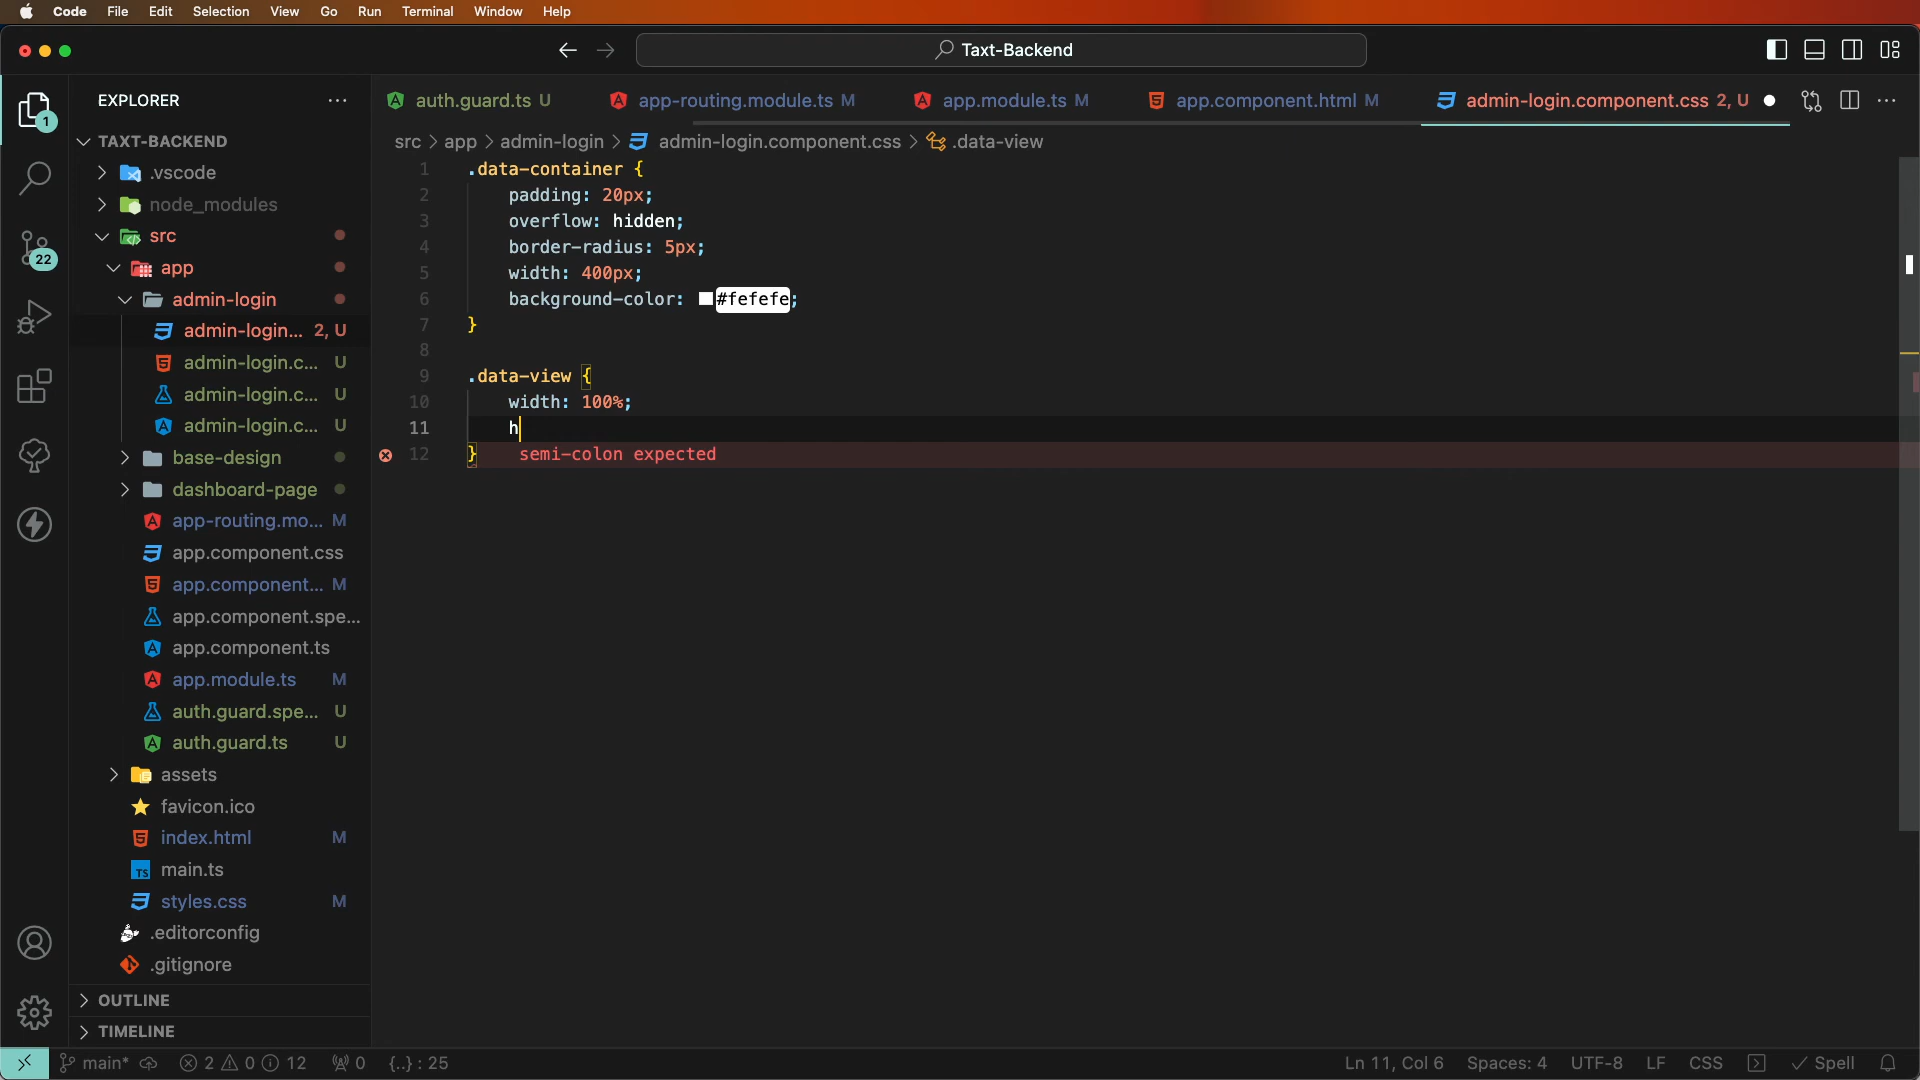 Code File Edit Selection View Go Run Terminal Window Help
Taxt-Backend
EXPLORER
auth.guard.ts U
app-routing.module.ts M
app.module.ts M
app.component.html M
admin-login.component.css 2, U
src > app > admin-login > admin-login.component.css > .data-view
1
TAXT-BACKEND
.vscode
node_modules
src
app
admin-login
admin-login... 2, U
admin-login.c... U
admin-login.c... U
admin-login.c... U
base-design
dashboard-page
app-routing.mo... M
app.component.css
app.component... M
app.component.spe...
app.component.ts
app.module.ts M
auth.guard.spe... U
auth.guard.ts U
assets
favicon.ico
index.html M
TS main.ts
styles.css M
.editorconfig
.gitignore
OUTLINE
TIMELINE
22
1 .data-container {
2 padding: 20px;
3 overflow: hidden;
4 border-radius: 5px;
5 width: 400px;
6 background-color: #fefefe;
7 }
8
9 .data-view {
10 width: 100%;
11 h
12 } semi-colon expected
main* 2 0 12 0 {..} : 25
Ln 11, Col 6 Spaces: 4 UTF-8 LF CSS Spell